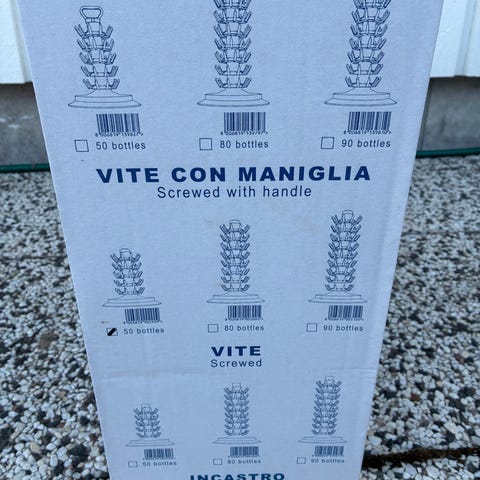 50 bottles 80 bottles 90 bottles
VITE CON MANIGLIA
Screwed with handle
50 bottles 80 bottles 90 bottles
VITE
Screwed
50 bottles 80 bottles 90 bottles
INCASTRO